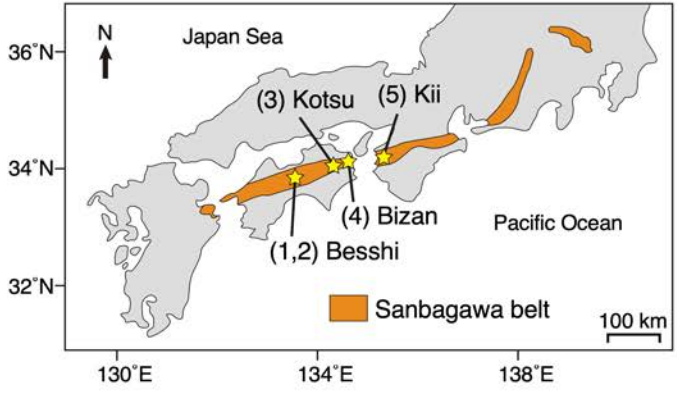 36°N
N
Japan Sea
(3) Kotsu
(5) Kii
34°N
(4) Bizan
Pacific Ocean
(1,2) Besshi
32°N
Sanbagawa belt
100 km
130°E
134°E
138°E